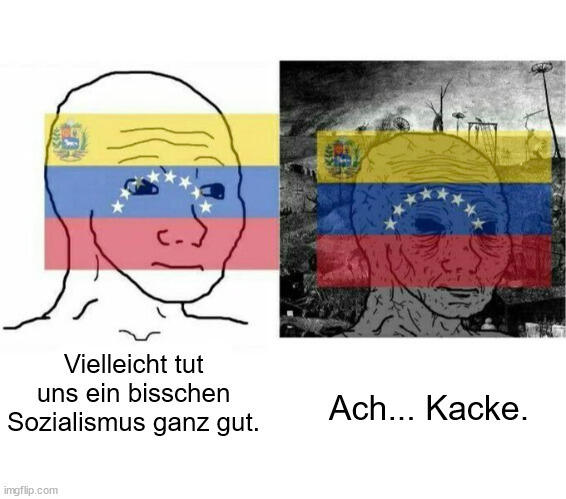 Vielleicht tut
uns ein bisschen
Sozialismus ganz gut.
Ach... Kacke.
imgflip.com